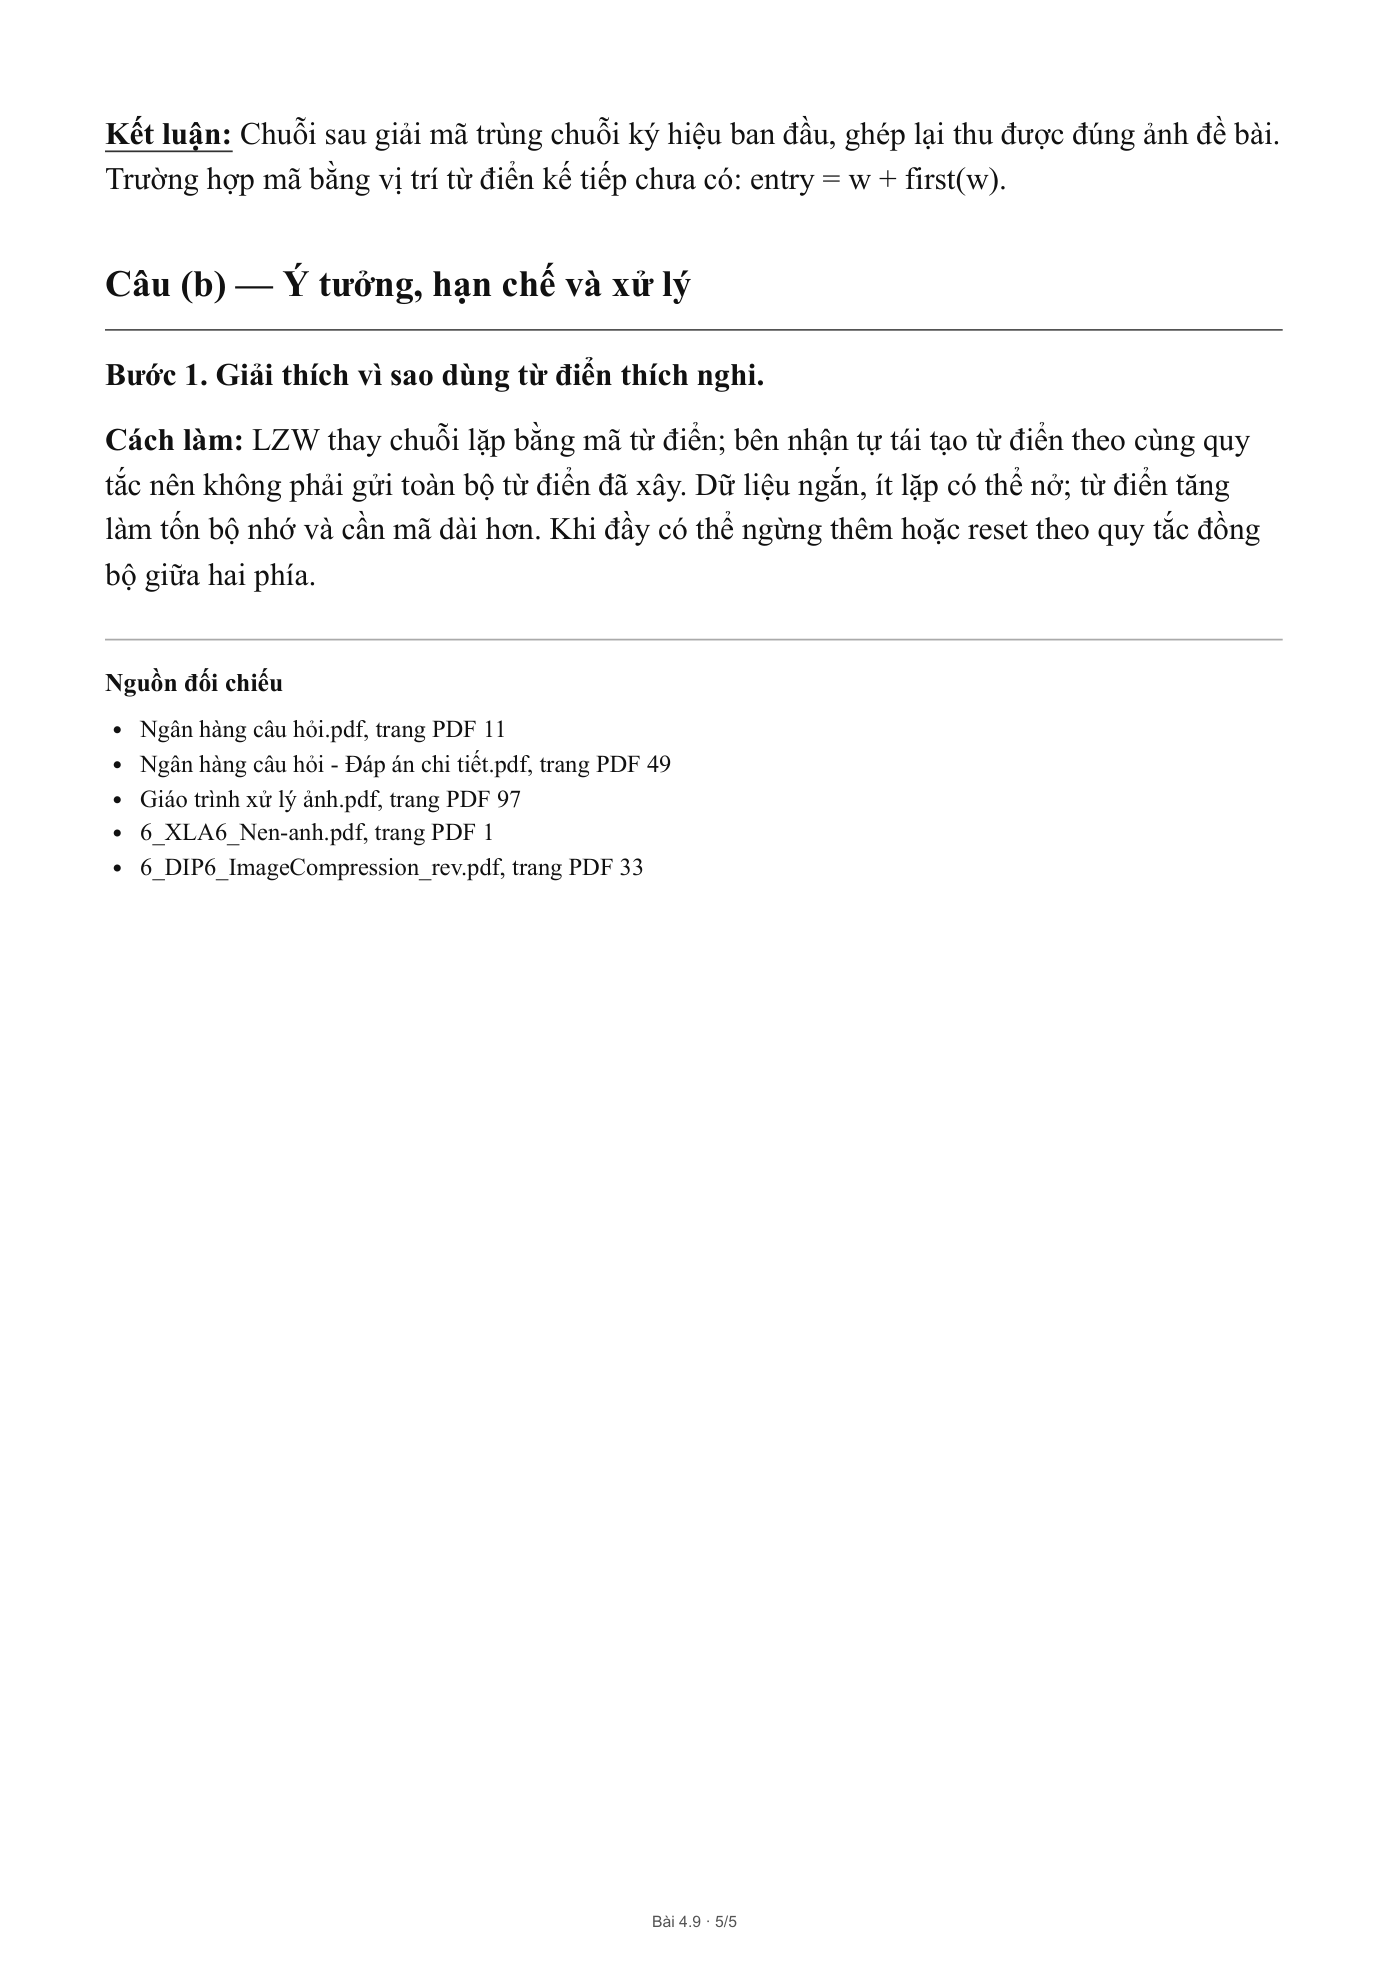 Kết luận: Chuỗi sau giải mã trùng chuỗi ký hiệu ban đầu, ghép lại thu được đúng ảnh đề bài.
Trường hợp mã bằng vị trí từ điển kế tiếp chưa có: entry = w + first(w).
Câu (b) — Ý tưởng, hạn chế và xử lý
Bước 1. Giải thích vì sao dùng từ điển thích nghi.
Cách làm: LZW thay chuỗi lặp bằng mã từ điển; bên nhận tự tái tạo từ điển theo cùng quy
tắc nên không phải gửi toàn bộ từ điển đã xây. Dữ liệu ngắn, ít lặp có thể nở; từ điển tăng
làm tốn bộ nhớ và cần mã dài hơn. Khi đầy có thể ngừng thêm hoặc reset theo quy tắc đồng
bộ giữa hai phía.
Nguồn đối chiếu
• Ngân hàng câu hỏi.pdf, trang PDF 11
• Ngân hàng câu hỏi - Đáp án chi tiết.pdf, trang PDF 49
• Giáo trình xử lý ảnh.pdf, trang PDF 97
• 6_XLA6_Nen-anh.pdf, trang PDF 1
• 6_DIP6_ImageCompression_rev.pdf, trang PDF 33
Bài 4.9 · 5/5